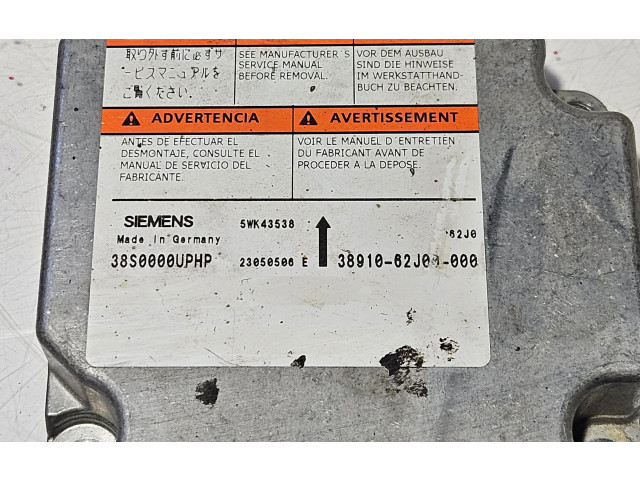 取り外す前に必ずサ
ービスマニュアルを
ご覧ください.
SEE MANUFACTURER'S
SERVICE MANUAL
BEFORE REMOVAL.
VOR DEM AUSBAU
SIND DIE HINWEISE
IM WERKSTATTHAND-
BUCH ZU BEACHTEN.
ADVERTENCIA
AVERTISSEMENT
ANTES DE EFECTUAR EL
DESMONTAJE, CONSULTE EL
MANUAL DE SERVICIO DEL
FABRICANTE.
VOIR LE MANUEL D'ENTRETIEN
DU FABRICANT AVANT DE
PROCEDER A LA DEPOSE.
SIEMENS
5WK43538
62J0
Made in Germany
38S0000UPHP
23050506 E
38910-62J00-000